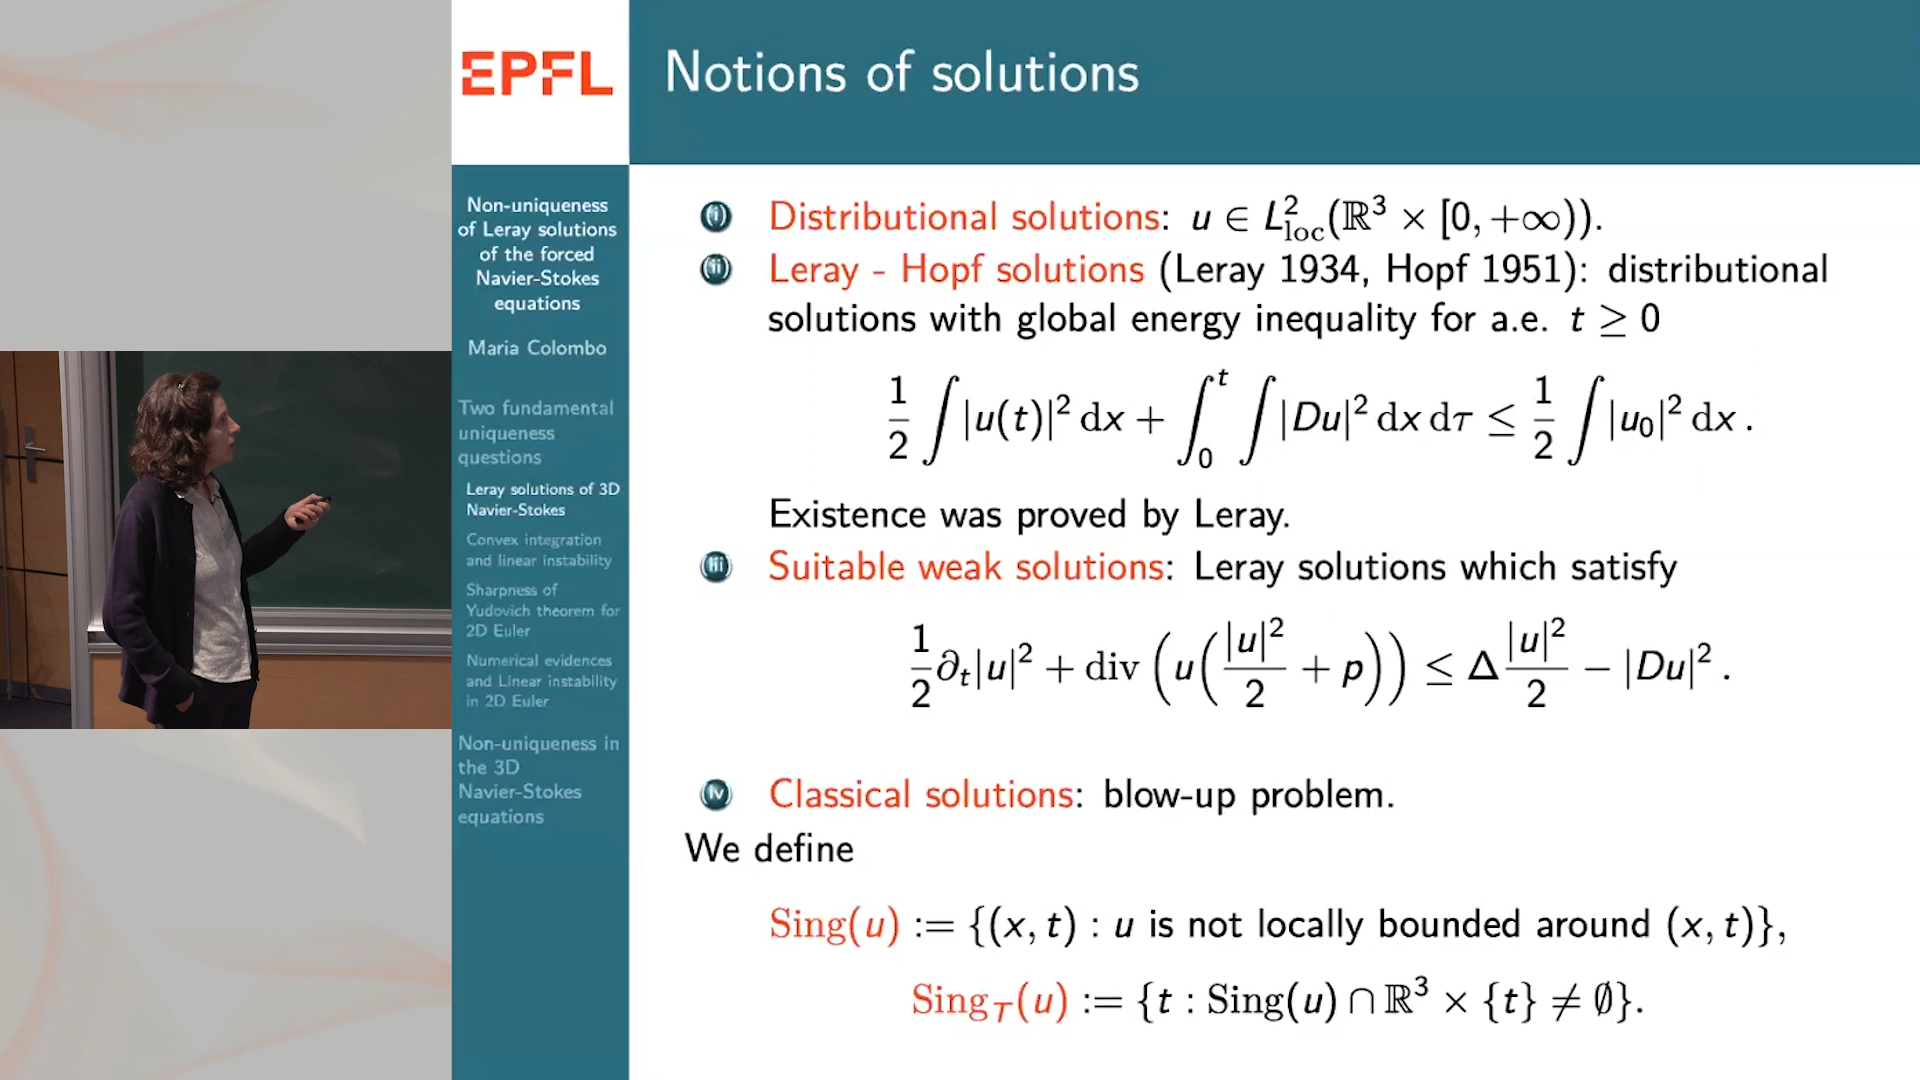 EPFL
Notions of solutions
Non-uniqueness
of Leray solutions
of the forced
Navier-Stokes
equations
Maria Colombo
Two fundamental
uniqueness
questions
Leray solutions of 3D
Navier-Stokes
Convex integration
and linear instability
Sharpness of
Yudovich theorem for
2D Euler
Numerical evidences
and Linear instability
in 2D Euler
Non-uniqueness in
the 3D
Navier-Stokes
equations
(i) Distributional solutions: u ∈ L²_loc(ℝ³ × [0, +∞)).
(ii) Leray - Hopf solutions (Leray 1934, Hopf 1951): distributional
solutions with global energy inequality for a.e. t ≥ 0
1/2 ∫|u(t)|² dx + ∫₀ᵗ ∫|Du|² dx dτ ≤ 1/2 ∫|u₀|² dx .
Existence was proved by Leray.
(iii) Suitable weak solutions: Leray solutions which satisfy
1/2 ∂ₜ|u|² + div (u(|u|²/2 + p)) ≤ Δ |u|²/2 − |Du|² .
(iv) Classical solutions: blow-up problem.
We define
Sing(u) := {(x, t) : u is not locally bounded around (x, t)},
Sing_T(u) := {t : Sing(u) ∩ ℝ³ × {t} ≠ ∅}.